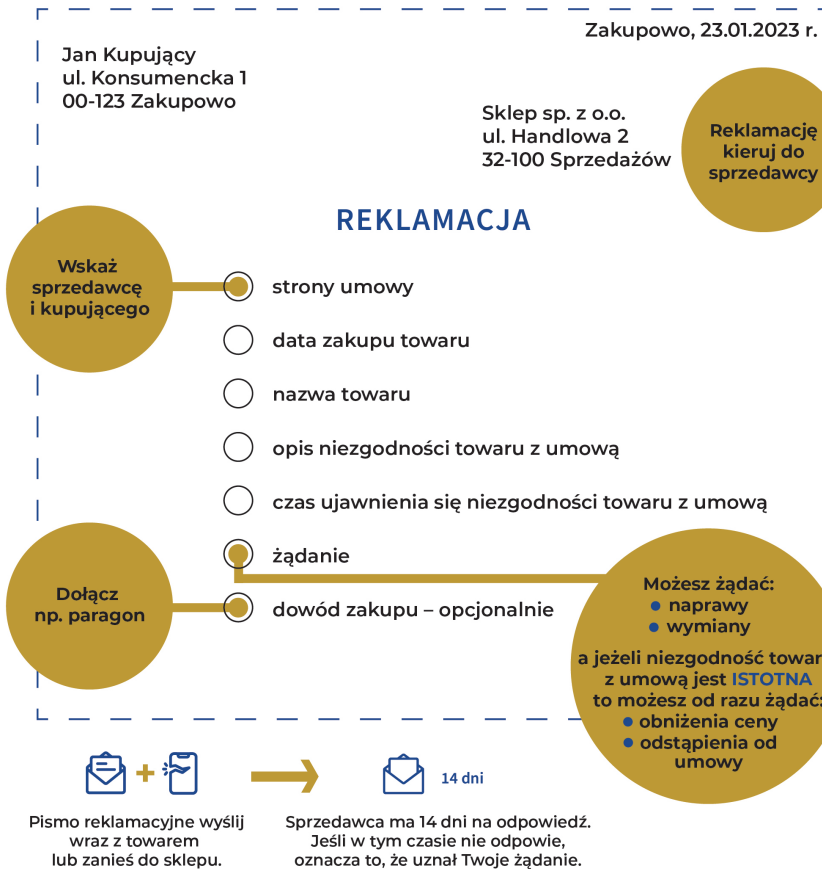 Zakupowo, 23.01.2023 r.
Jan Kupujący
ul. Konsumencka 1
00-123 Zakupowo
Sklep sp. z o.o.
ul. Handlowa 2
32-100 Sprzedażów
Reklamację
kieruj do
sprzedawcy
REKLAMACJA
Wskaż
sprzedawcę
i kupującego
strony umowy
data zakupu towaru
nazwa towaru
opis niezgodności towaru z umową
czas ujawnienia się niezgodności towaru z umową
żądanie
dowód zakupu – opcjonalnie
Dołącz
np. paragon
Możesz żądać:
naprawy
wymiany
a jeżeli niezgodność towar
z umową jest ISTOTNA
to możesz od razu żądać:
obniżenia ceny
odstąpienia od
umowy
14 dni
Pismo reklamacyjne wyślij
wraz z towarem
lub zanieś do sklepu.
Sprzedawca ma 14 dni na odpowiedź.
Jeśli w tym czasie nie odpowie,
oznacza to, że uznał Twoje żądanie.